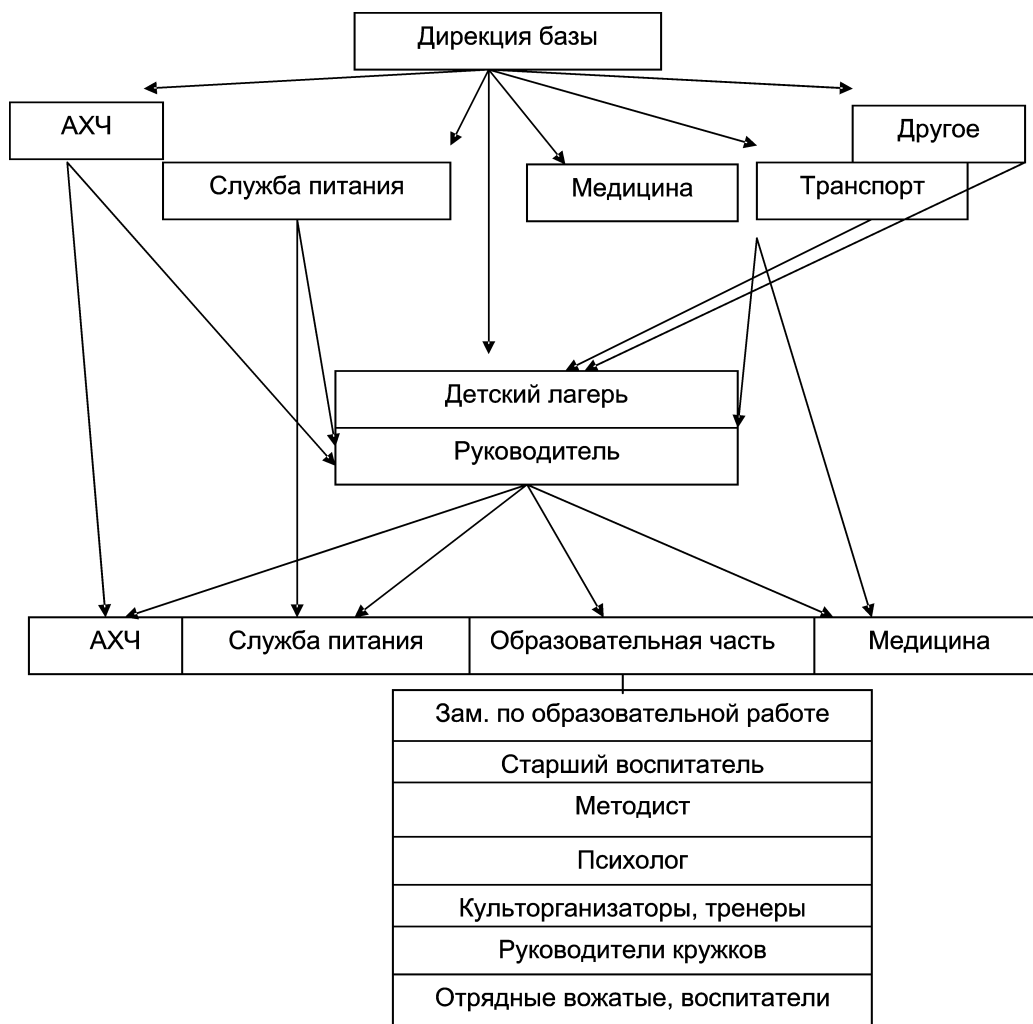 Дирекция базы
АХЧ
Другое
Служба питания
Медицина
Транспорт
Детский лагерь
Руководитель
АХЧ
Служба питания
Образовательная часть
Медицина
Зам. по образовательной работе
Старший воспитатель
Методист
Психолог
Культорганизаторы, тренеры
Руководители кружков
Отрядные вожатые, воспитатели